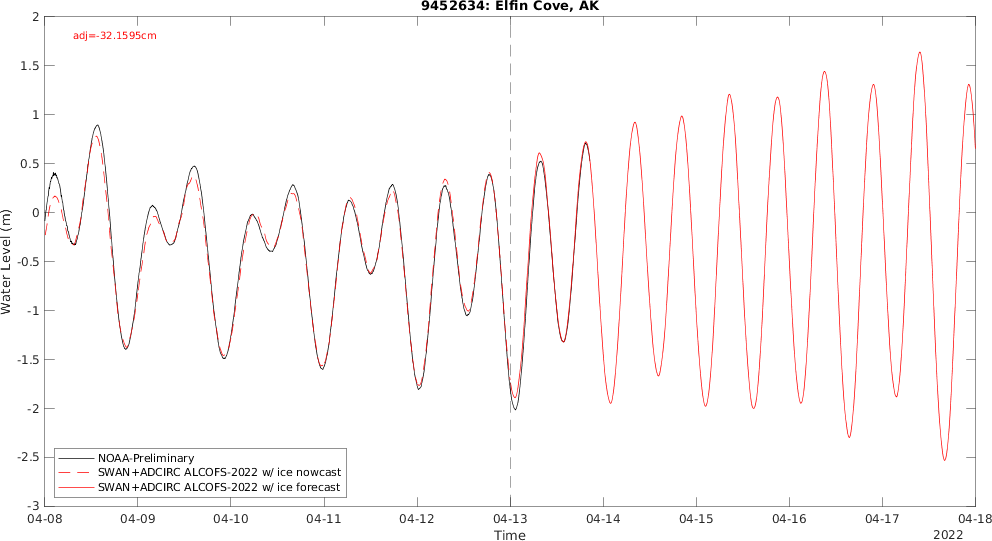 9452634: Elfin Cove, AK
adj=-32.1595cm
2
1.5
1
0.5
0
-0.5
-1
-1.5
-2
-2.5
-3
Water Level (m)
NOAA-Preliminary
SWAN+ADCIRC ALCOFS-2022 w/ ice nowcast
SWAN+ADCIRC ALCOFS-2022 w/ ice forecast
04-08 04-09 04-10 04-11 04-12 04-13 04-14 04-15 04-16 04-17 04-18
Time
2022